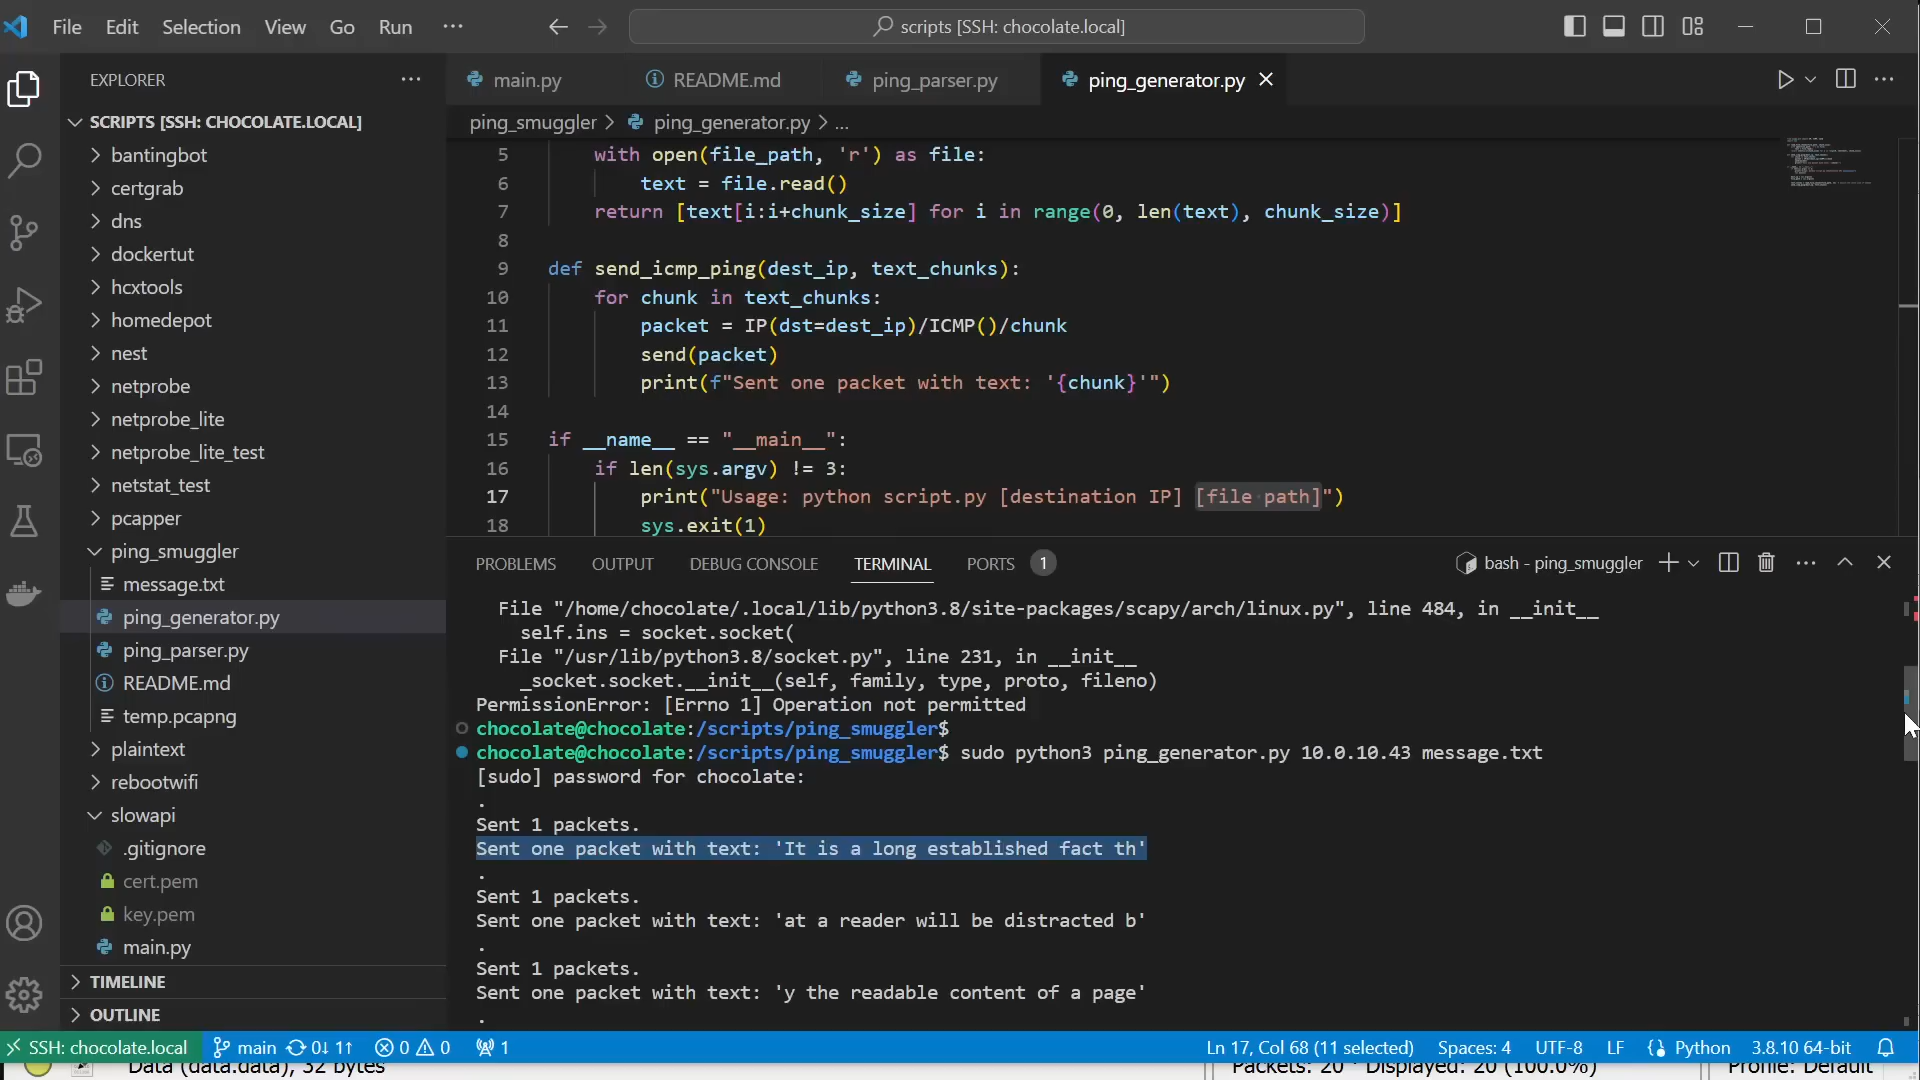 File Edit Selection View Go Run ···
scripts [SSH: chocolate.local]
EXPLORER ···
SCRIPTS [SSH: CHOCOLATE.LOCAL]
bantingbot
certgrab
dns
dockertut
hcxtools
homedepot
nest
netprobe
netprobe_lite
netprobe_lite_test
netstat_test
pcapper
ping_smuggler
message.txt
ping_generator.py
ping_parser.py
README.md
temp.pcapng
plaintext
rebootwifi
slowapi
.gitignore
cert.pem
key.pem
main.py
TIMELINE
OUTLINE
main.py README.md ping_parser.py ping_generator.py
ping_smuggler > ping_generator.py > ...
5 with open(file_path, 'r') as file:
6 text = file.read()
7 return [text[i:i+chunk_size] for i in range(0, len(text), chunk_size)]
8
9 def send_icmp_ping(dest_ip, text_chunks):
10 for chunk in text_chunks:
11 packet = IP(dst=dest_ip)/ICMP()/chunk
12 send(packet)
13 print(f"Sent one packet with text: '{chunk}'")
14
15 if __name__ == "__main__":
16 if len(sys.argv) != 3:
17 print("Usage: python script.py [destination IP] [file path]")
18 sys.exit(1)
PROBLEMS OUTPUT DEBUG CONSOLE TERMINAL PORTS 1
bash - ping_smuggler
File "/home/chocolate/.local/lib/python3.8/site-packages/scapy/arch/linux.py", line 484, in __init__
self.ins = socket.socket(
File "/usr/lib/python3.8/socket.py", line 231, in __init__
_socket.socket.__init__(self, family, type, proto, fileno)
PermissionError: [Errno 1] Operation not permitted
chocolate@chocolate:/scripts/ping_smuggler$
chocolate@chocolate:/scripts/ping_smuggler$ sudo python3 ping_generator.py 10.0.10.43 message.txt
[sudo] password for chocolate:
.
Sent 1 packets.
Sent one packet with text: 'It is a long established fact th'
.
Sent 1 packets.
Sent one packet with text: 'at a reader will be distracted b'
.
Sent 1 packets.
Sent one packet with text: 'y the readable content of a page'
.
SSH: chocolate.local main 0↓ 1↑ 0 0 1
Ln 17, Col 68 (11 selected) Spaces: 4 UTF-8 LF Python 3.8.10 64-bit
Data (data.data), 32 bytes
Packets: 20 · Displayed: 20 (100.0%)
Profile: Default